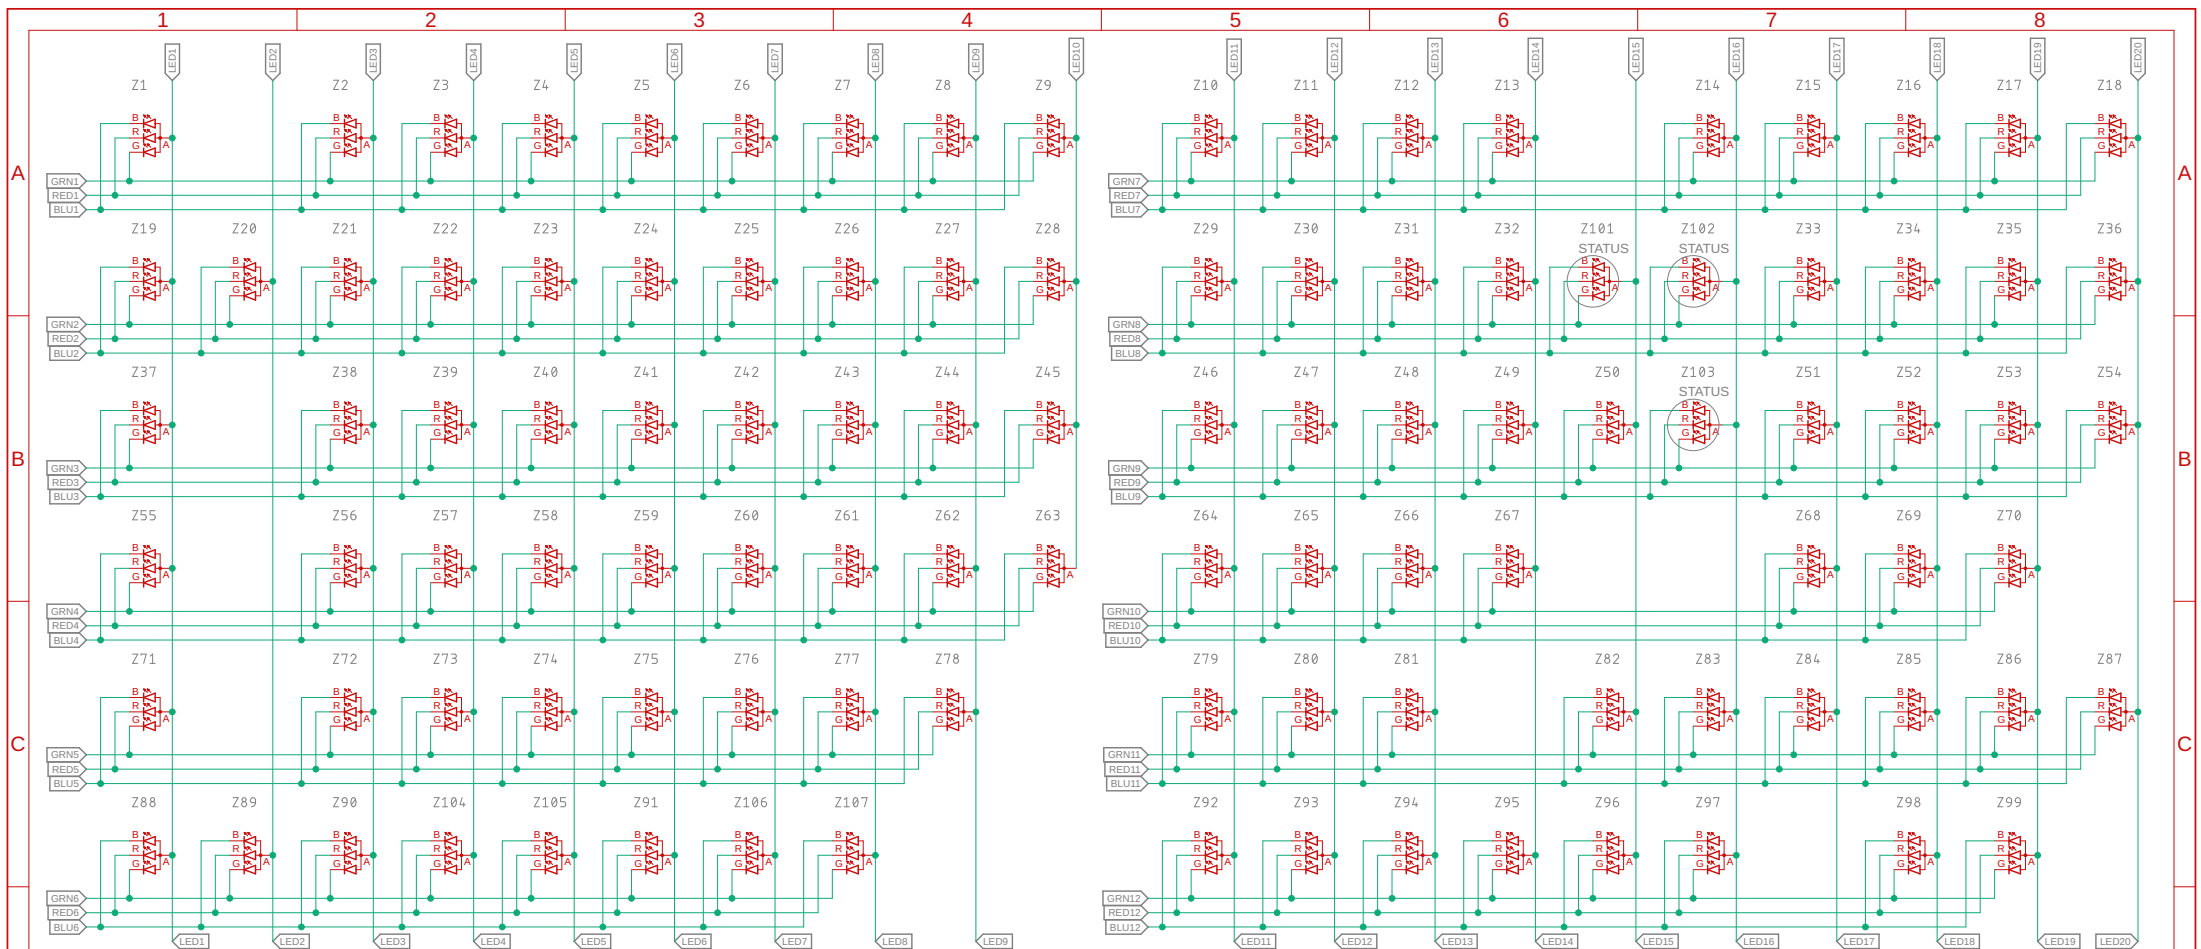 1 2 3 4 5 6 7 8
LED1 LED2 LED3 LED4 LED5 LED6 LED7 LED8 LED9 LED10 LED11 LED12 LED13 LED14 LED15 LED16 LED17 LED18 LED19 LED20
Z1 Z2 Z3 Z4 Z5 Z6 Z7 Z8 Z9 Z10 Z11 Z12 Z13 Z14 Z15 Z16 Z17 Z18
B B B B B B B B B B B B B B B B B B
R R R R R R R R R R R R R R R R R R
G A G A G A G A G A G A G A G A G A G A G A G A G A G A G A G A G A G A
A A
GRN1 GRN7
RED1 RED7
BLU1 BLU7
Z19 Z20 Z21 Z22 Z23 Z24 Z25 Z26 Z27 Z28 Z29 Z30 Z31 Z32 Z101 Z102 Z33 Z34 Z35 Z36
STATUS STATUS
B B B B B B B B B B B B B B B B B B B B
R R R R R R R R R R R R R R R R R R R R
G A G A G A G A G A G A G A G A G A G A G A G A G A G A G A G A G A G A G A G A
GRN2 GRN8
RED2 RED8
BLU2 BLU8
Z37 Z38 Z39 Z40 Z41 Z42 Z43 Z44 Z45 Z46 Z47 Z48 Z49 Z50 Z103 Z51 Z52 Z53 Z54
STATUS
B B B B B B B B B B B B B B B B B B B
R R R R R R R R R R R R R R R R R R R
G A G A G A G A G A G A G A G A G A G A G A G A G A G A G A G A G A G A G A
B B
GRN3 GRN9
RED3 RED9
BLU3 BLU9
Z55 Z56 Z57 Z58 Z59 Z60 Z61 Z62 Z63 Z64 Z65 Z66 Z67 Z68 Z69 Z70
B B B B B B B B B B B B B B B B
R R R R R R R R R R R R R R R R
G A G A G A G A G A G A G A G A G A G A G A G A G A G A G A G A
GRN4 GRN10
RED4 RED10
BLU4 BLU10
Z71 Z72 Z73 Z74 Z75 Z76 Z77 Z78 Z79 Z80 Z81 Z82 Z83 Z84 Z85 Z86 Z87
B B B B B B B B B B B B B B B B B
R R R R R R R R R R R R R R R R R
G A G A G A G A G A G A G A G A G A G A G A G A G A G A G A G A G A
C C
GRN5 GRN11
RED5 RED11
BLU5 BLU11
Z88 Z89 Z90 Z104 Z105 Z91 Z106 Z107 Z92 Z93 Z94 Z95 Z96 Z97 Z98 Z99
B B B B B B B B B B B B B B B B
R R R R R R R R R R R R R R R R
G A G A G A G A G A G A G A G A G A G A G A G A G A G A G A G A
GRN6 GRN12
RED6 RED12
BLU6 BLU12
LED1 LED2 LED3 LED4 LED5 LED6 LED7 LED8 LED9 LED11 LED12 LED13 LED14 LED15 LED16 LED17 LED18 LED19 LED20